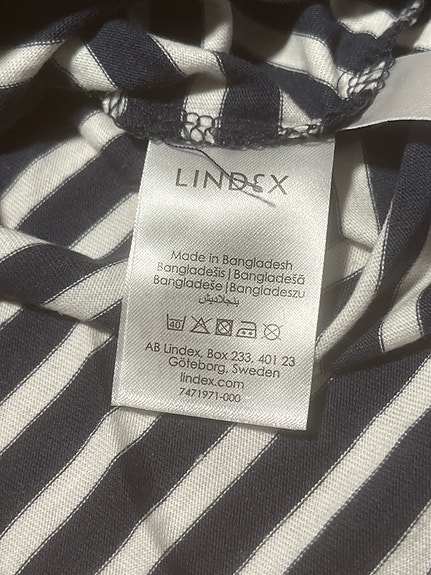 LINDEX
Made in Bangladesh
Bangladešis | Bangladešā
Bangladeše | Bangladeszu
بنجلاديش
40
AB Lindex, Box 233, 401 23
Göteborg, Sweden
lindex.com
7471971-000